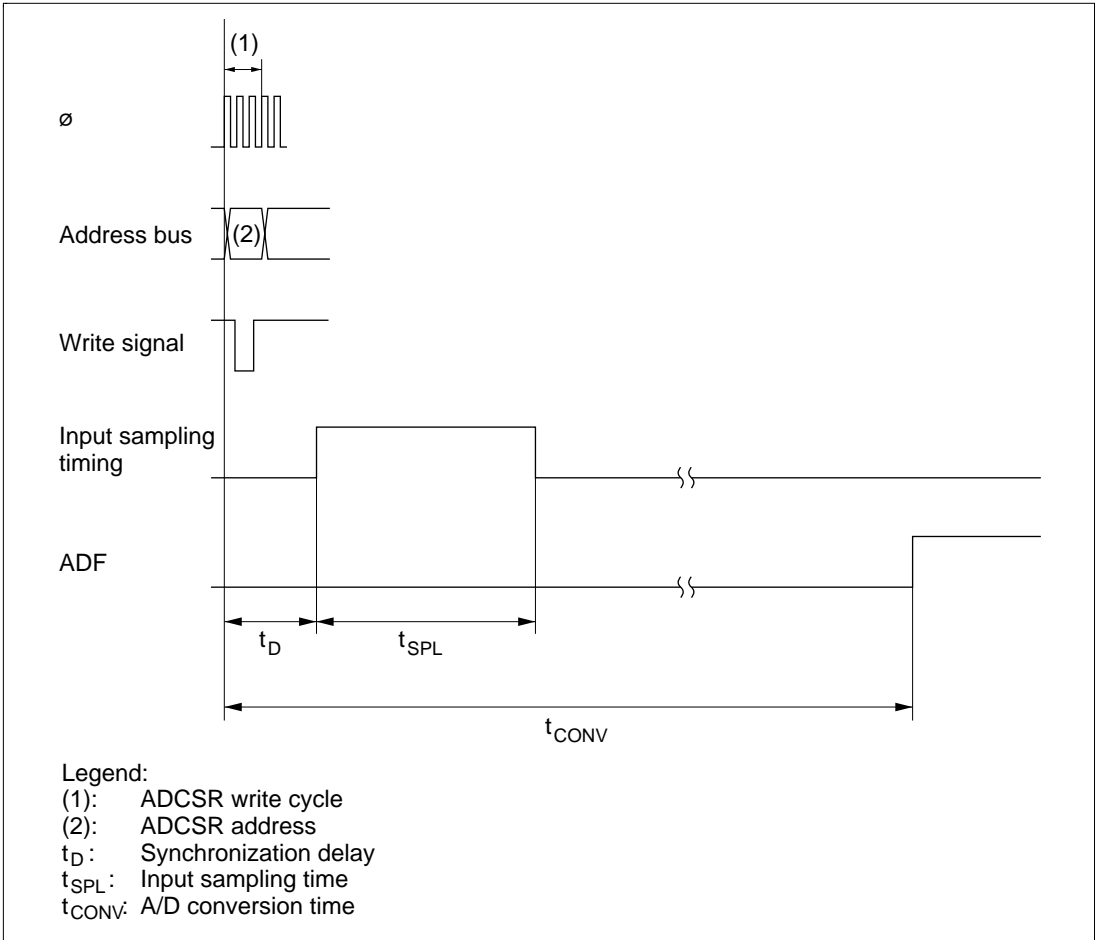 (1)
ø
Address bus
(2)
Write signal
Input sampling
timing
ADF
tD
tSPL
tCONV
Legend:
(1): ADCSR write cycle
(2): ADCSR address
tD : Synchronization delay
tSPL : Input sampling time
tCONV: A/D conversion time